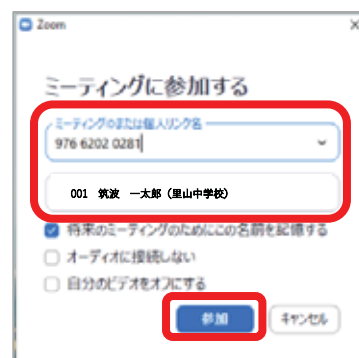 Zoom
ミーティングに参加する
ミーティングIDまたは個人リンク名
976 6202 0281
001 筑波 一太郎（里山中学校）
将来のミーティングのためにこの名前を記憶する
オーディオに接続しない
自分のビデオをオフにする
参加 キャンセル